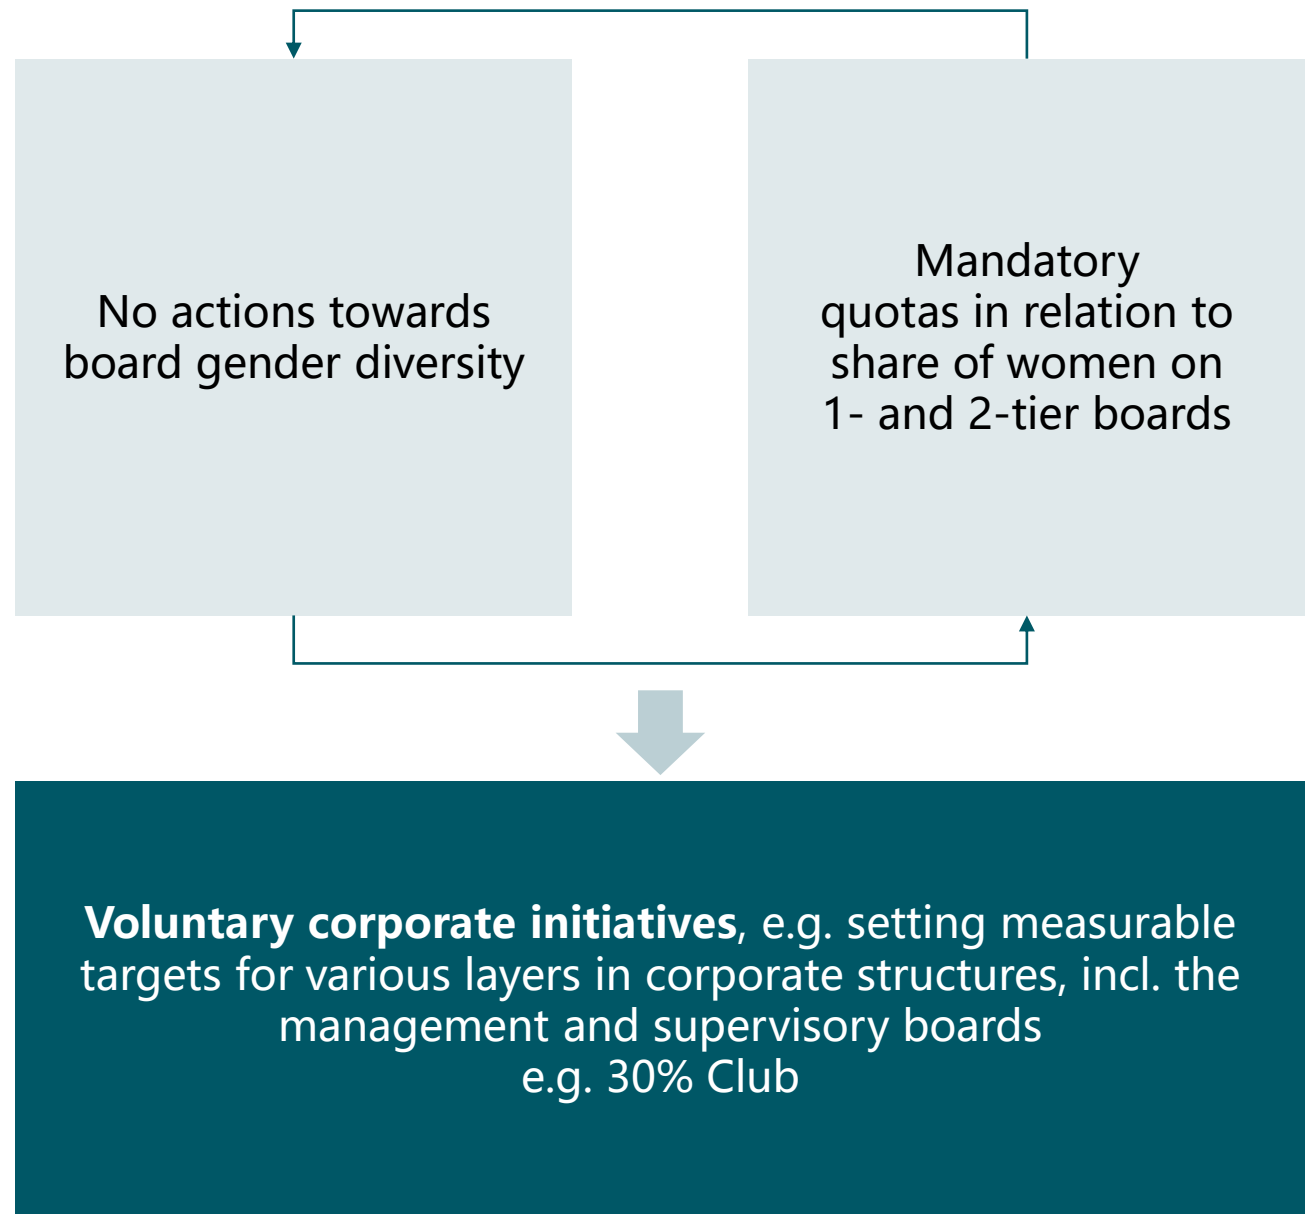 No actions towards
board gender diversity
Mandatory
quotas in relation to
share of women on
1- and 2-tier boards
Voluntary corporate initiatives, e.g. setting measurable
targets for various layers in corporate structures, incl. the
management and supervisory boards
e.g. 30% Club